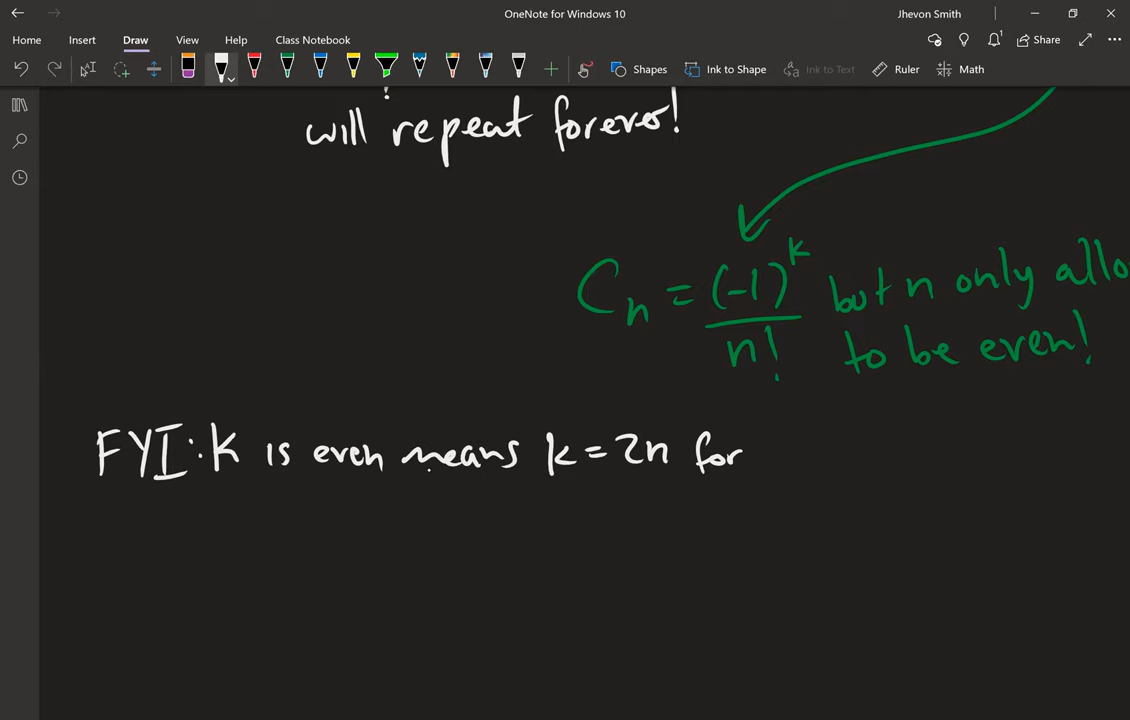 OneNote for Windows 10
Jhevon Smith
Home Insert Draw View Help Class Notebook
Share
Shapes Ink to Shape Ink to Text Ruler Math
will repeat forever!
Cn = (-1)^k / n! but n only allo
to be even!
FYI: k is even means k = 2n for